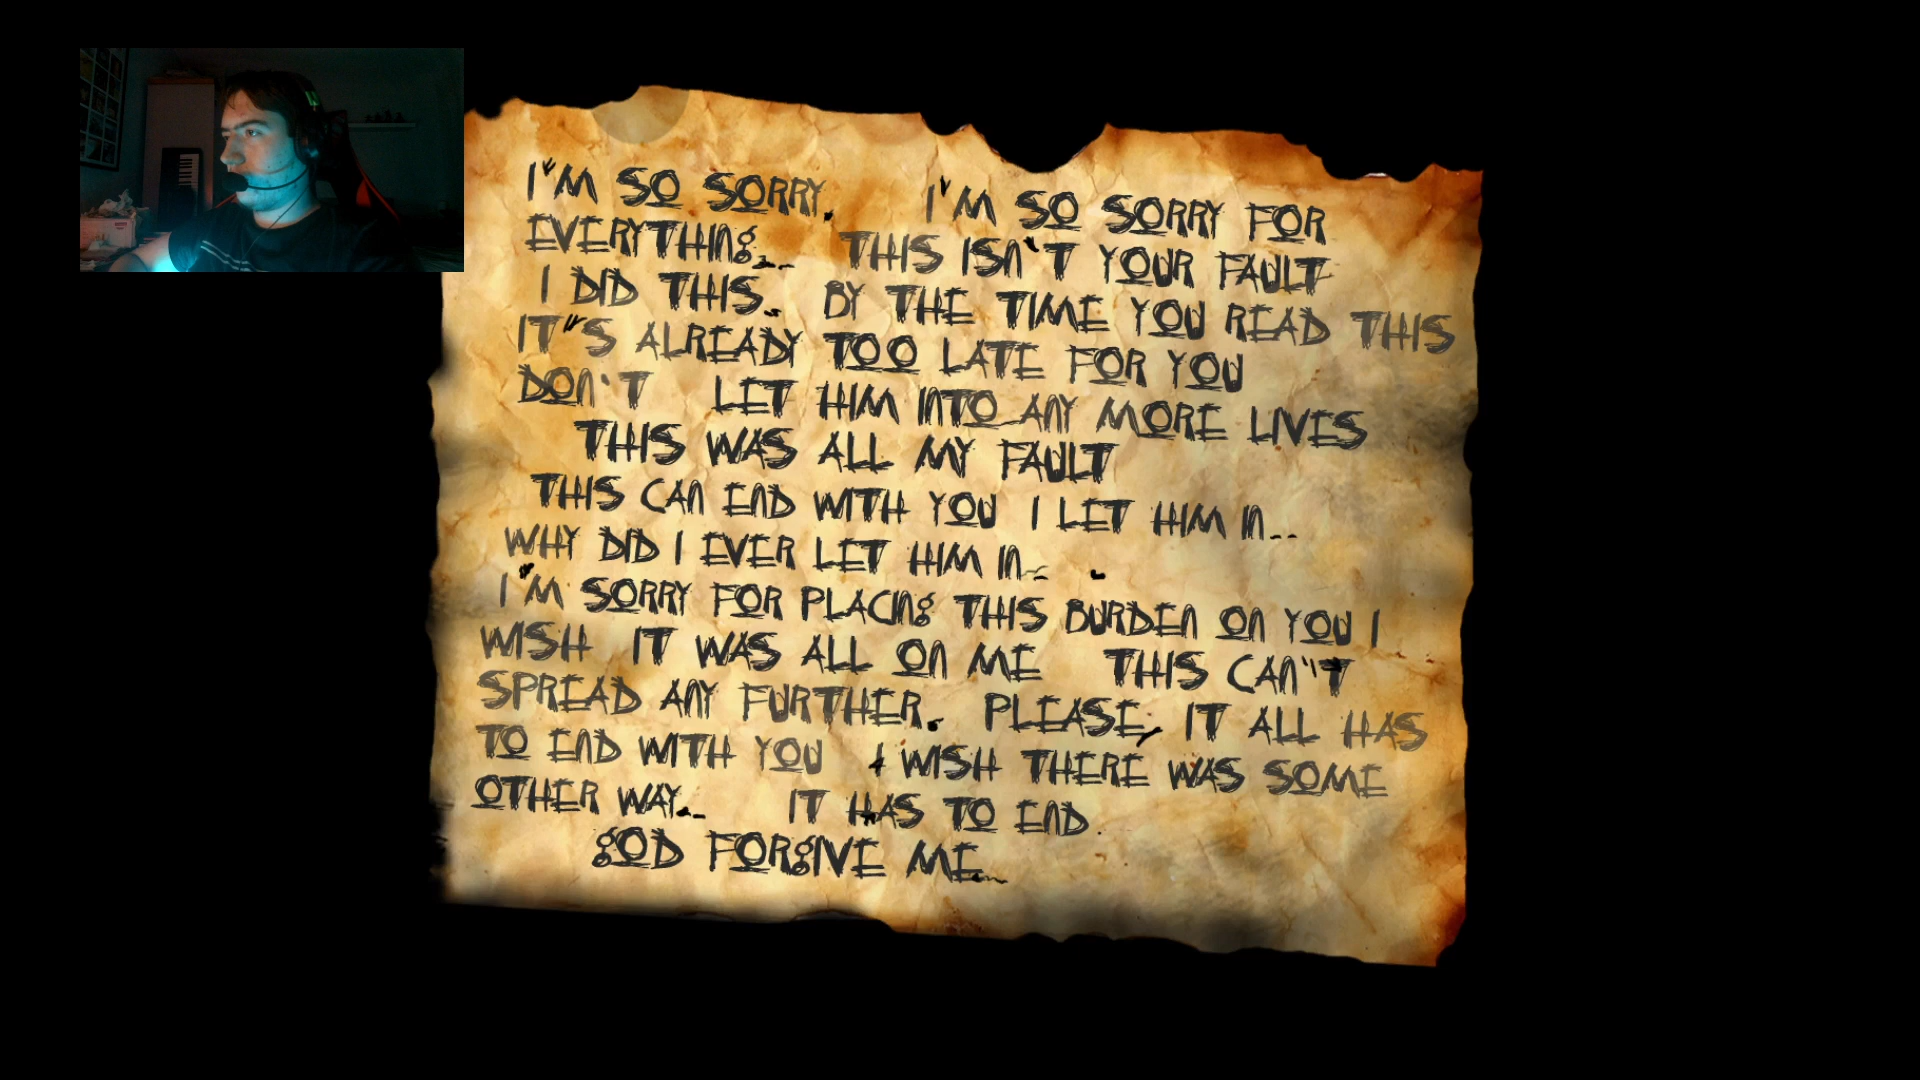 I"M SO SORRY. I'M SO SORRY FOR
EVERYTHINg... THIS ISN'T YOUR FAULT
I DID THIS.. BY THE TIME YOU READ THIS
IT"S ALREADY TOO LATE FOR YOU
DON'T LET HIM INTO ANY MORE LIVES
THIS WAS ALL MY FAULT
THIS CAN END WITH YOU I LET HIM IN...
WHY DID I EVER LET HIM IN...
I'M SORRY FOR PLACINg THIS BURDEN ON YOU I
WISH IT WAS ALL ON ME THIS CAN'T
SPREAD ANY FURTHER. PLEASE, IT ALL HAS
TO END WITH YOU I WISH THERE WAS SOME
OTHER WAY... IT HAS TO END.
gOD FORgIVE ME...